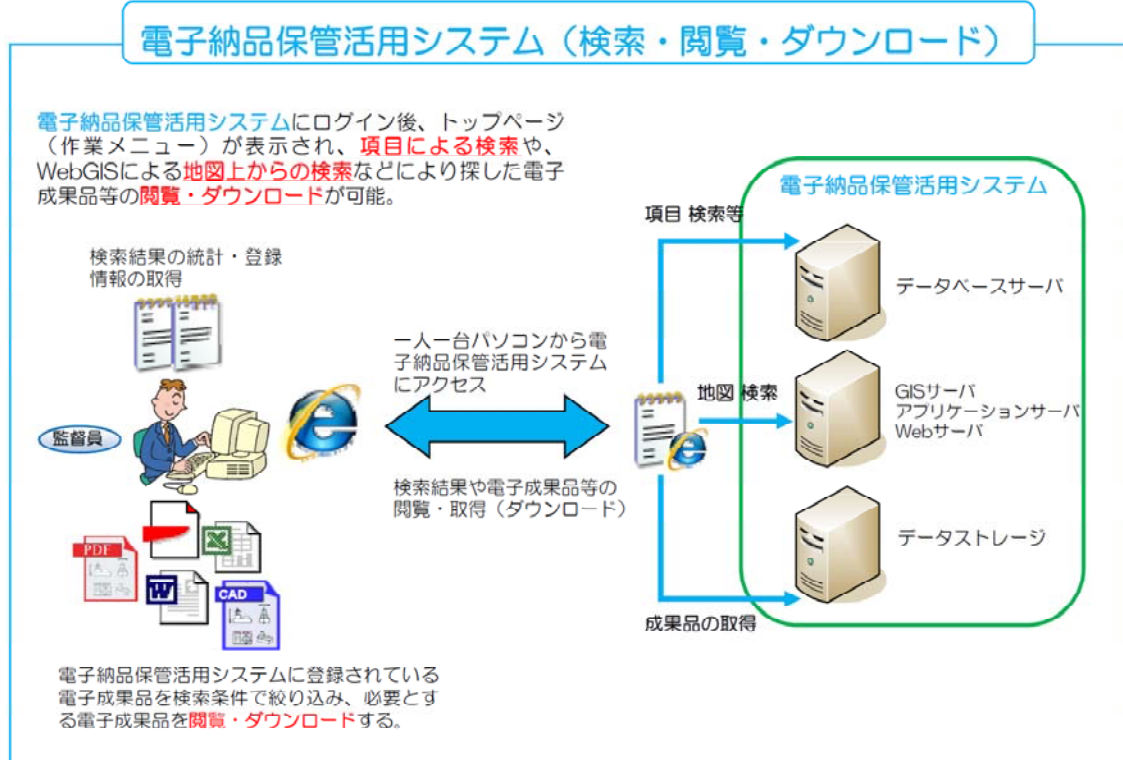 電子納品保管活用システム（検索・閲覧・ダウンロード）
電子納品保管活用システムにログイン後、トップページ
（作業メニュー）が表示され、項目による検索や、
WebGISによる地図上からの検索などにより探した電子
成果品等の閲覧・ダウンロードが可能。
検索結果の統計・登録
情報の取得
監督員
一人一台パソコンから電
子納品保管活用システム
にアクセス
検索結果や電子成果品等の
閲覧・取得（ダウンロード）
PDF
W
CAD
電子納品保管活用システムに登録されている
電子成果品を検索条件で絞り込み、必要とす
る電子成果品を閲覧・ダウンロードする。
項目 検索等
地図 検索
成果品の取得
電子納品保管活用システム
データベースサーバ
GISサーバ
アプリケーションサーバ
Webサーバ
データストレージ